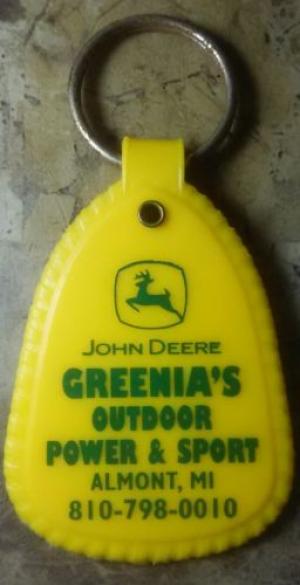 JOHN DEERE
GREENIA'S
OUTDOOR
POWER & SPORT
ALMONT, MI
810-798-0010